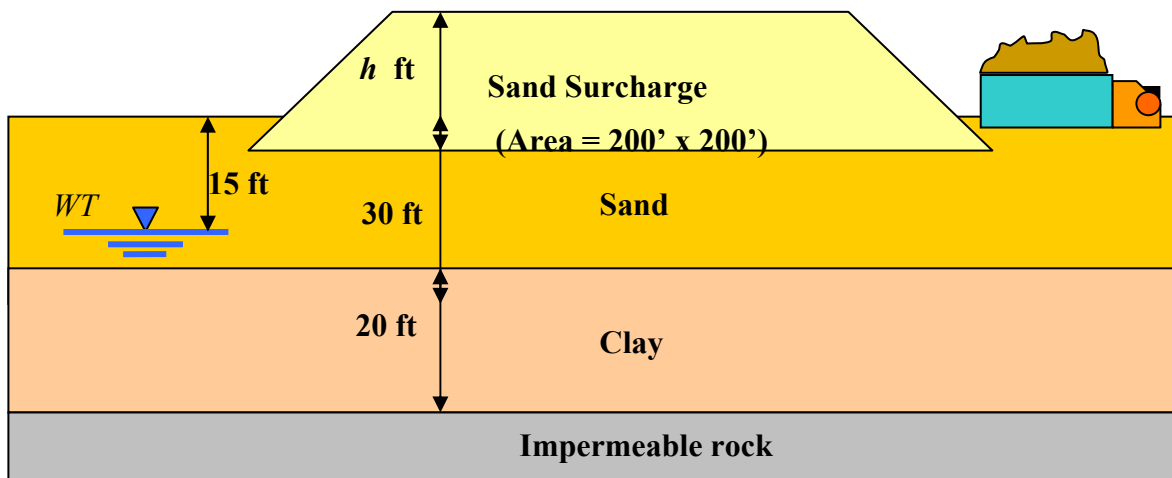 h ft
Sand Surcharge
(Area = 200' x 200')
15 ft
WT
30 ft
Sand
20 ft
Clay
Impermeable rock